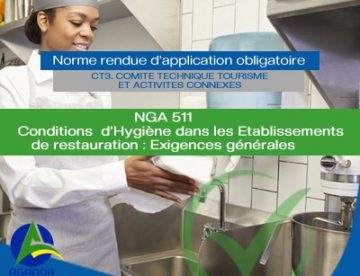 Norme rendue d'application obligatoire
CT3. COMITE TECHNIQUE TOURISME
ET ACTIVITES CONNEXES
NGA 511
Conditions d'Hygiène dans les Etablissements
de restauration : Exigences générales
AGANOR